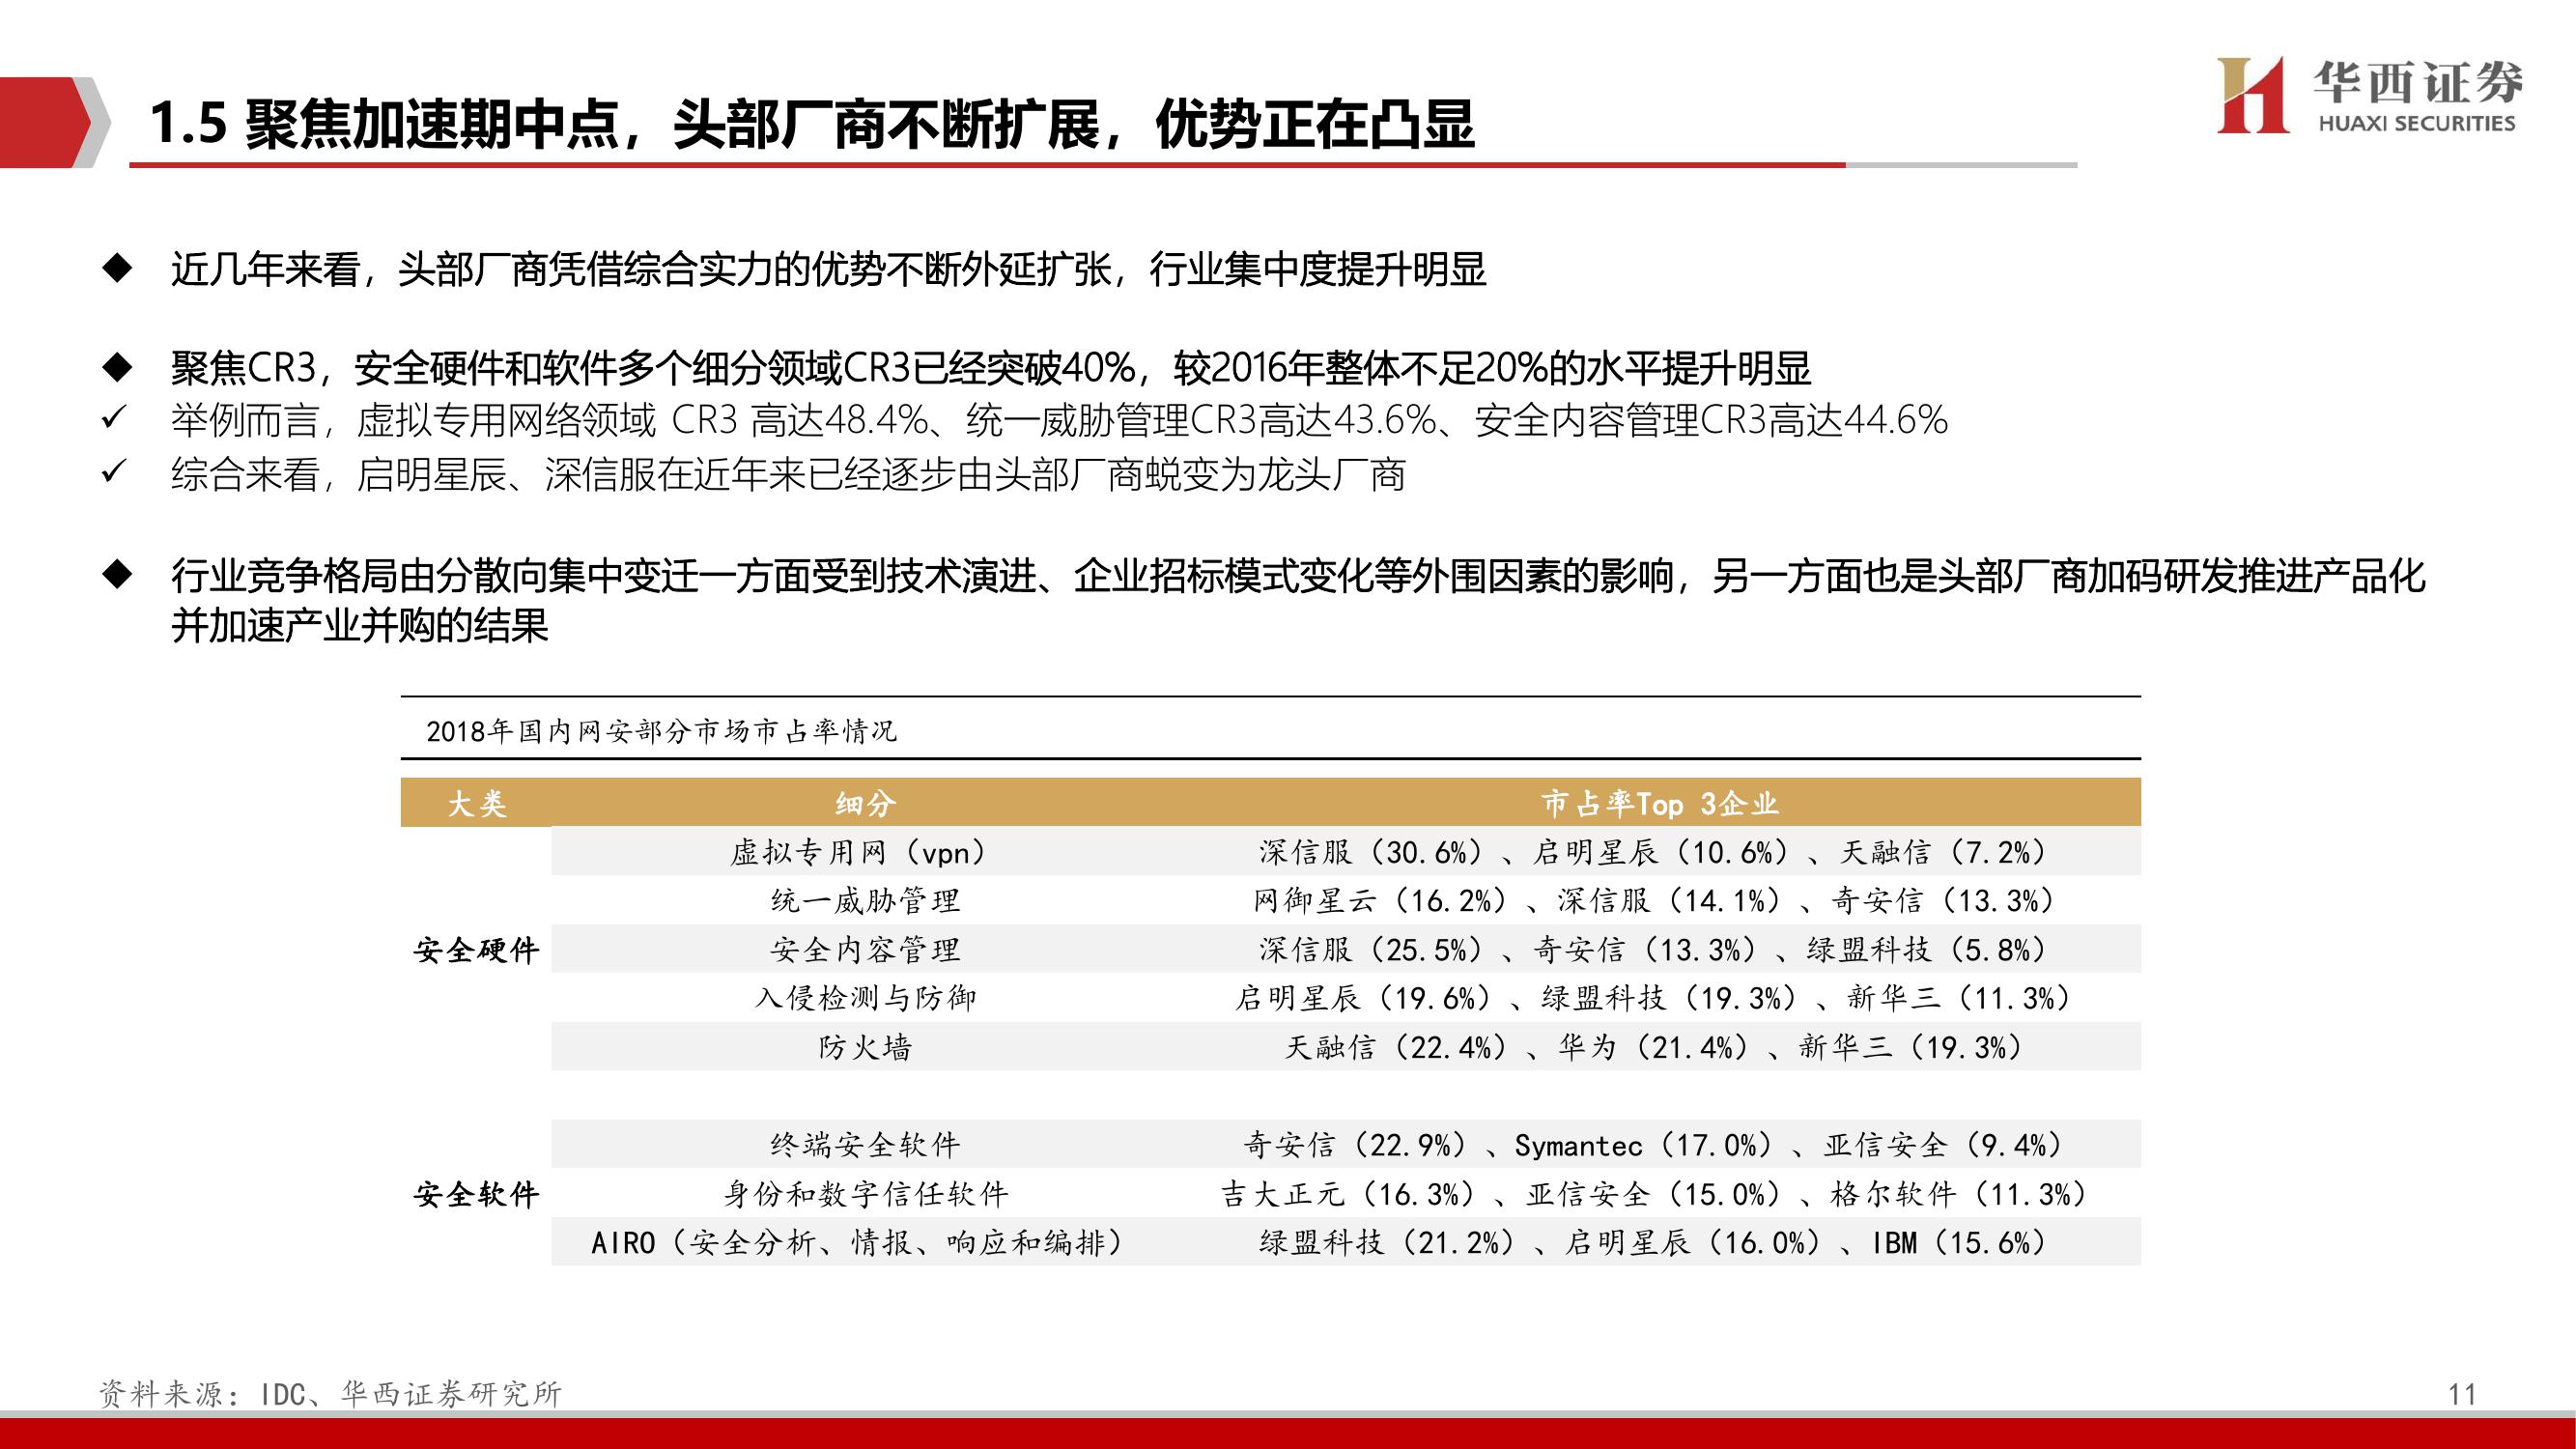 华西证券
HUAXI SECURITIES
1.5 聚焦加速期中点，头部厂商不断扩展，优势正在凸显
◆ 近几年来看，头部厂商凭借综合实力的优势不断外延扩张，行业集中度提升明显
◆ 聚焦CR3，安全硬件和软件多个细分领域CR3已经突破40%，较2016年整体不足20%的水平提升明显
✓ 举例而言，虚拟专用网络领域 CR3 高达48.4%、统一威胁管理CR3高达43.6%、安全内容管理CR3高达44.6%
✓ 综合来看，启明星辰、深信服在近年来已经逐步由头部厂商蜕变为龙头厂商
◆ 行业竞争格局由分散向集中变迁一方面受到技术演进、企业招标模式变化等外围因素的影响，另一方面也是头部厂商加码研发推进产品化
并加速产业并购的结果
2018年国内网安部分市场市占率情况
大类 细分 市占率Top 3企业
虚拟专用网（vpn） 深信服（30.6%）、启明星辰（10.6%）、天融信（7.2%）
统一威胁管理 网御星云（16.2%）、深信服（14.1%）、奇安信（13.3%）
安全硬件 安全内容管理 深信服（25.5%）、奇安信（13.3%）、绿盟科技（5.8%）
入侵检测与防御 启明星辰（19.6%）、绿盟科技（19.3%）、新华三（11.3%）
防火墙 天融信（22.4%）、华为（21.4%）、新华三（19.3%）
终端安全软件 奇安信（22.9%）、Symantec（17.0%）、亚信安全（9.4%）
安全软件 身份和数字信任软件 吉大正元（16.3%）、亚信安全（15.0%）、格尔软件（11.3%）
AIRO（安全分析、情报、响应和编排） 绿盟科技（21.2%）、启明星辰（16.0%）、IBM（15.6%）
资料来源：IDC、华西证券研究所
11